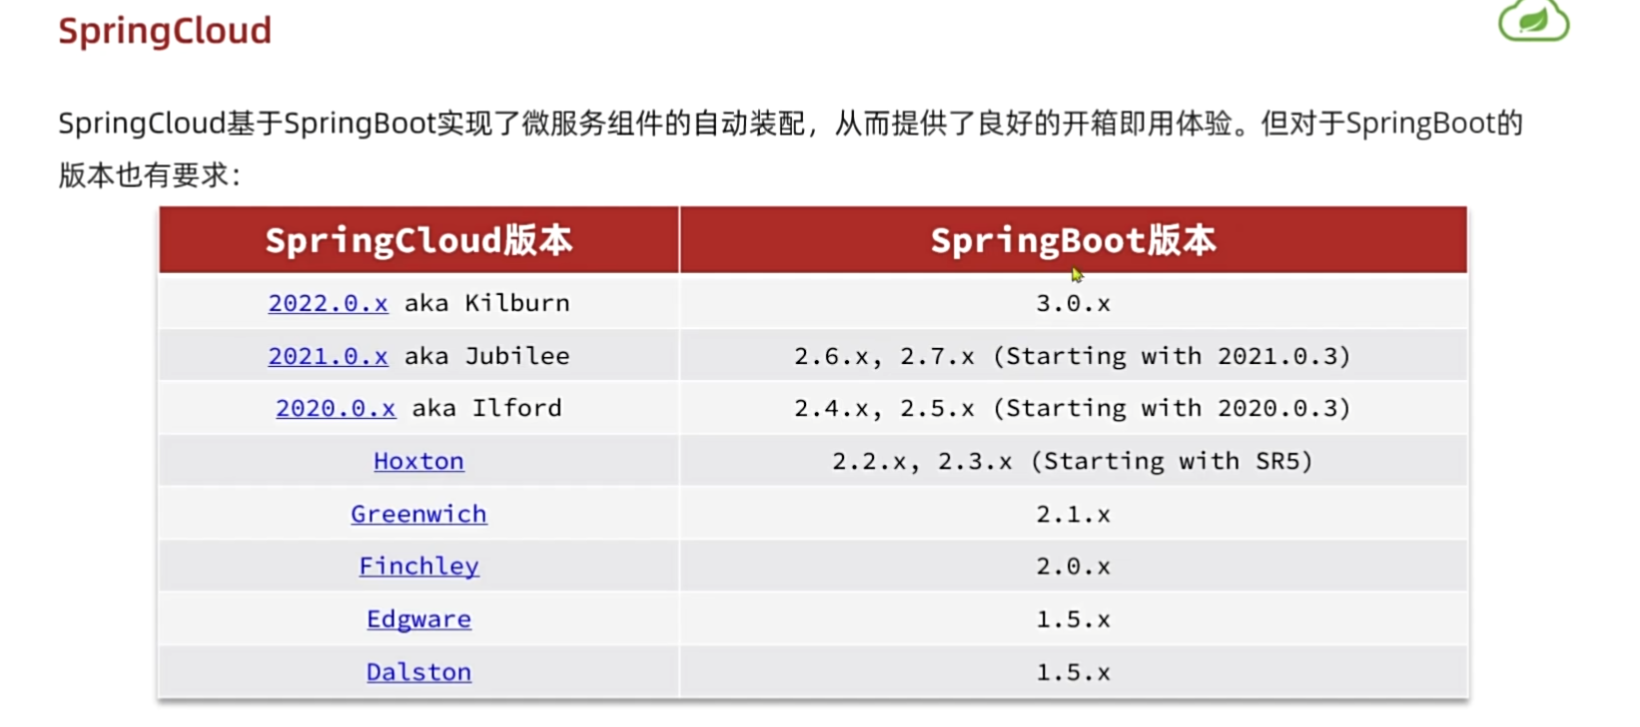 SpringCloud
SpringCloud基于SpringBoot实现了微服务组件的自动装配，从而提供了良好的开箱即用体验。但对于SpringBoot的
版本也有要求：
SpringCloud版本 SpringBoot版本
2022.0.x aka Kilburn 3.0.x
2021.0.x aka Jubilee 2.6.x, 2.7.x (Starting with 2021.0.3)
2020.0.x aka Ilford 2.4.x, 2.5.x (Starting with 2020.0.3)
Hoxton 2.2.x, 2.3.x (Starting with SR5)
Greenwich 2.1.x
Finchley 2.0.x
Edgware 1.5.x
Dalston 1.5.x